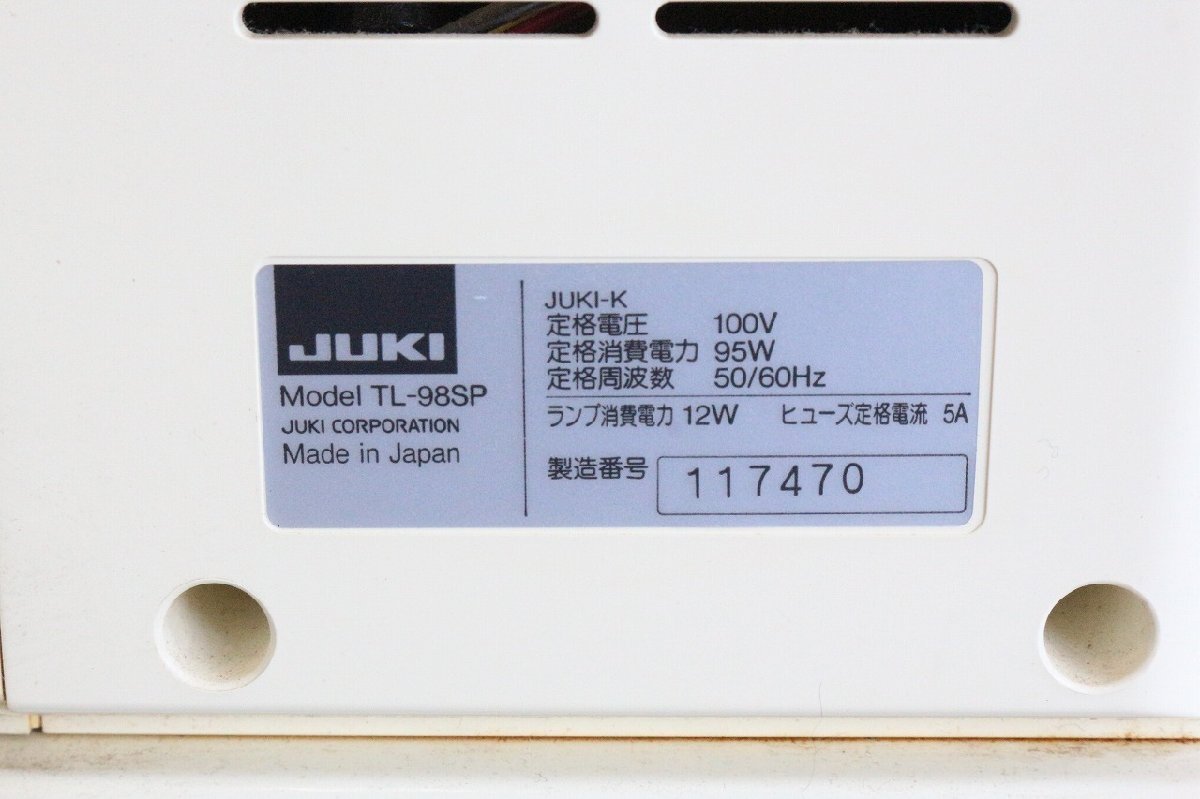 JUKI
Model TL-98SP
JUKI CORPORATION
Made in Japan
JUKI-K
定格電圧 100V
定格消費電力 95W
定格周波数 50/60Hz
ランプ消費電力 12W ヒューズ定格電流 5A
製造番号 117470